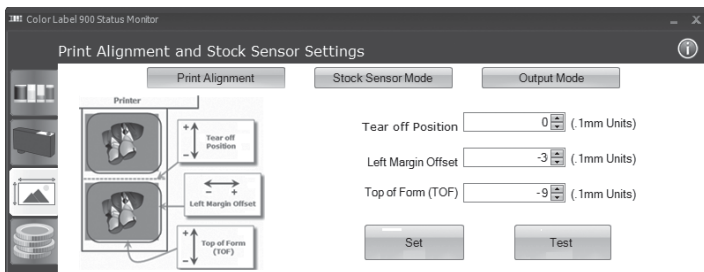 Color Label 900 Status Monitor
Print Alignment and Stock Sensor Settings
Print Alignment
Stock Sensor Mode
Output Mode
Printer
Tear off
Position
Left Margin Offset
Top of Form
(TOF)
Tear off Position 0 (.1mm Units)
Left Margin Offset -3 (.1mm Units)
Top of Form (TOF) -9 (.1mm Units)
Set
Test